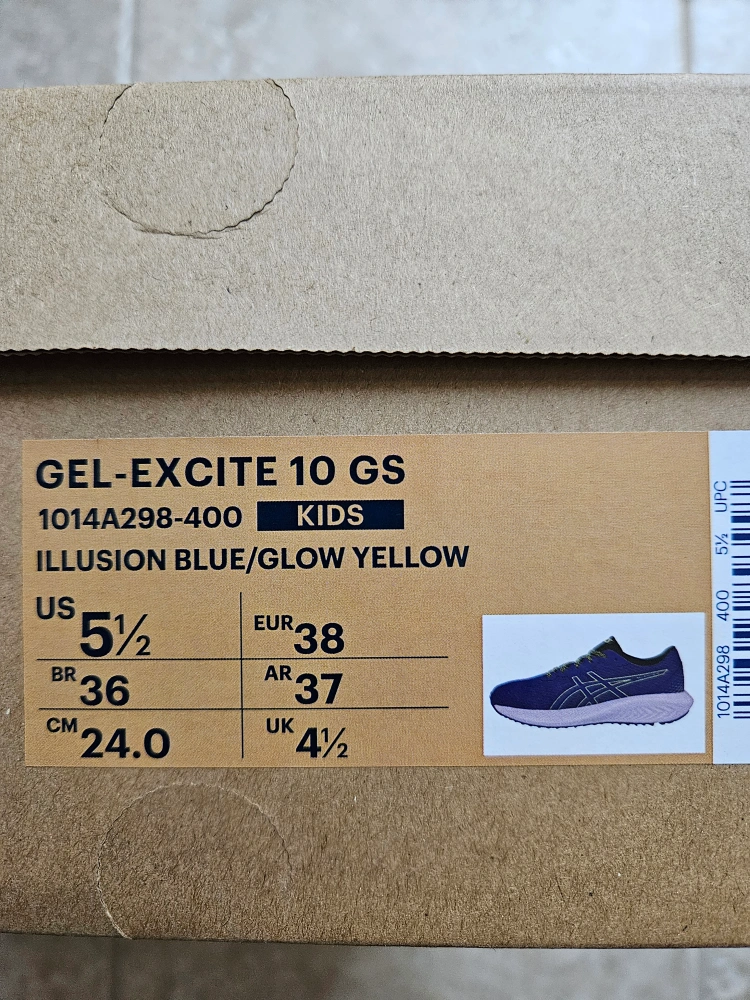 GEL-EXCITE 10 GS
1014A298-400 KIDS
ILLUSION BLUE/GLOW YELLOW
US 5½ EUR 38
BR 36 AR 37
CM 24.0 UK 4½
1014A298 400 5½ UPC